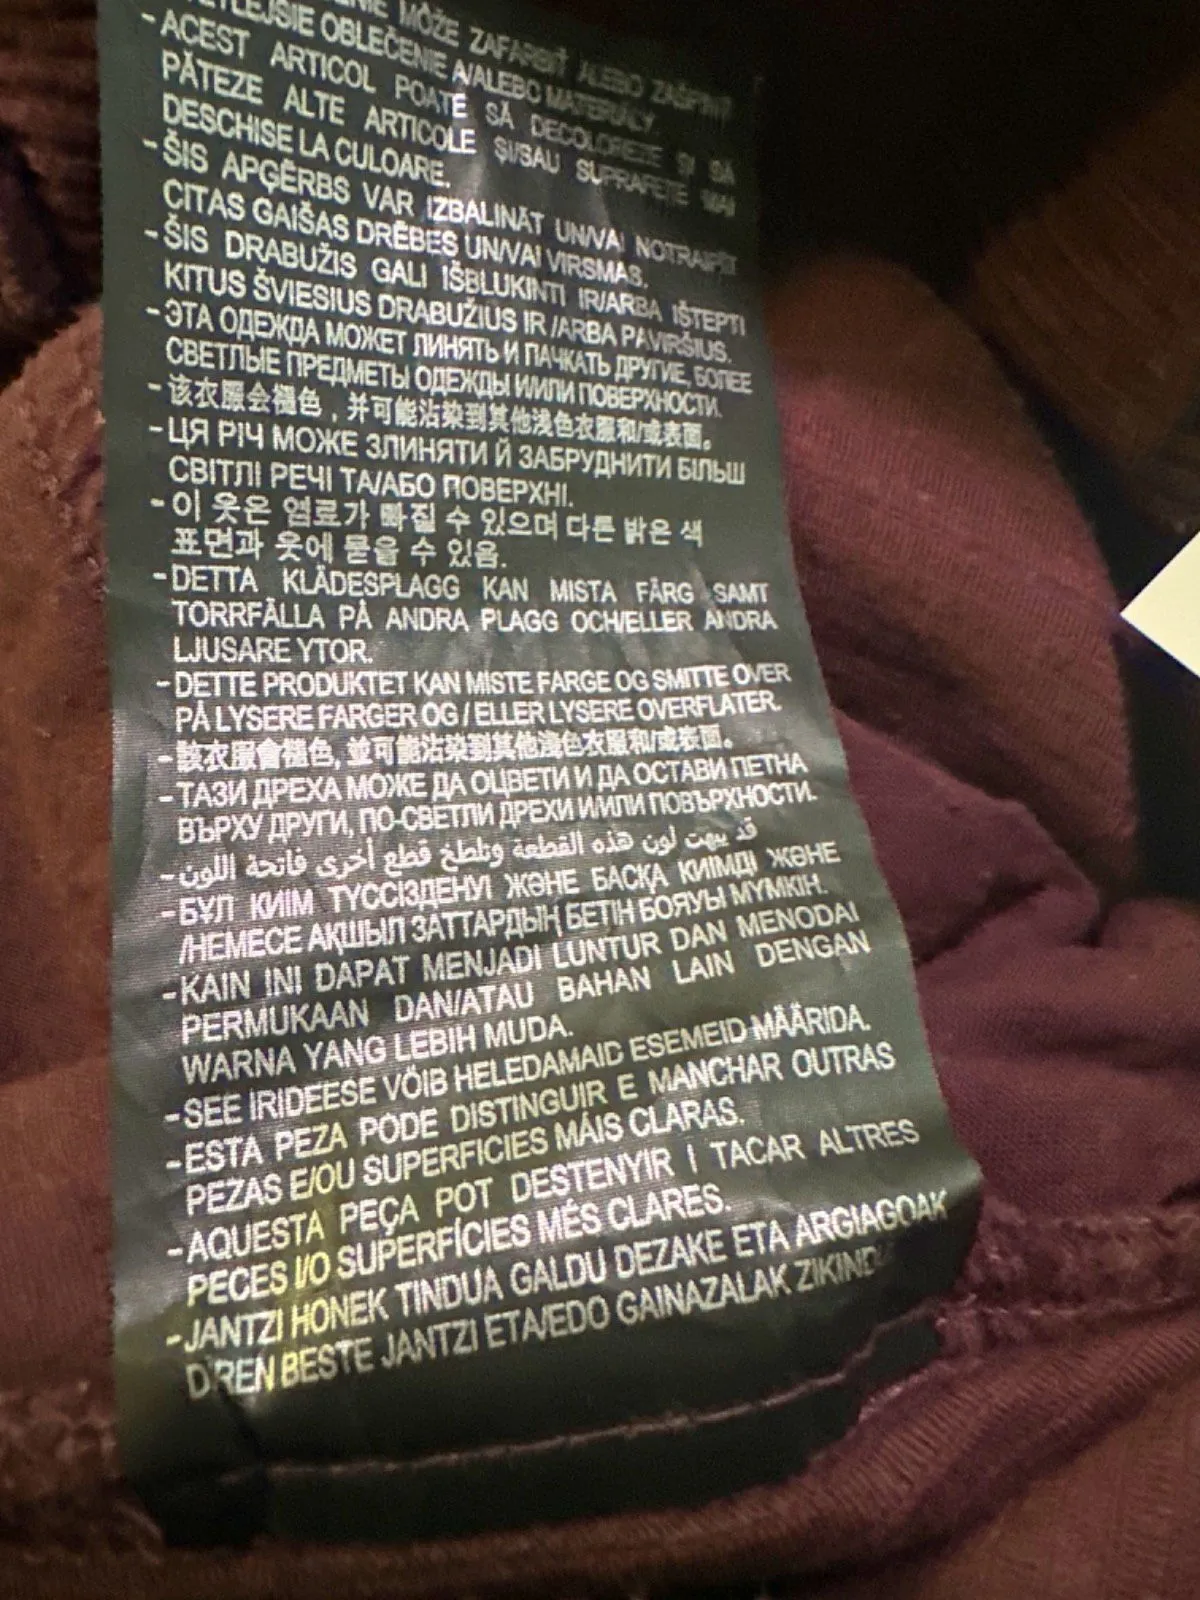 MÔŽE ZAFARBIŤ ALEBO ZAŠPINIŤ
OBLEČENIE A/ALEBO MATERIÁLY.
-ACEST ARTICOL POATE SĂ DECOLOREZE ȘI SĂ
PĂTEZE ALTE ARTICOLE ȘI/SAU SUPRAFEȚE MAI
DESCHISE LA CULOARE.
-ŠIS APĢĒRBS VAR IZBALINĀT UN/VAI NOTRAIPĪT
CITAS GAIŠAS DRĒBES UN/VAI VIRSMAS.
-ŠIS DRABUŽIS GALI IŠBLUKINTI IR/ARBA IŠTEPTI
KITUS ŠVIESIUS DRABUŽIUS IR /ARBA PAVIRŠIUS.
-ЭТА ОДЕЖДА МОЖЕТ ЛИНЯТЬ И ПАЧКАТЬ ДРУГИЕ, БОЛЕЕ
СВЕТЛЫЕ ПРЕДМЕТЫ ОДЕЖДЫ И/ИЛИ ПОВЕРХНОСТИ.
-该衣服会褪色，并可能沾染到其他浅色衣服和/或表面。
-ЦЯ РІЧ МОЖЕ ЗЛИНЯТИ Й ЗАБРУДНИТИ БІЛЬШ
СВІТЛІ РЕЧІ ТА/АБО ПОВЕРХНІ.
-이 옷은 염료가 빠질 수 있으며 다른 밝은 색
표면과 옷에 묻을 수 있음.
-DETTA KLÄDESPLAGG KAN MISTA FÄRG SAMT
TORRFÄLLA PÅ ANDRA PLAGG OCH/ELLER ANDRA
LJUSARE YTOR.
-DETTE PRODUKTET KAN MISTE FARGE OG SMITTE OVER
PÅ LYSERE FARGER OG / ELLER LYSERE OVERFLATER.
-該衣服會褪色, 並可能沾染到其他淺色衣服和/或表面。
-ТАЗИ ДРЕХА МОЖЕ ДА ОЦВЕТИ И ДА ОСТАВИ ПЕТНА
ВЪРХУ ДРУГИ, ПО-СВЕТЛИ ДРЕХИ И/ИЛИ ПОВЪРХНОСТИ.
-قد يبهت لون هذه القطعة وتلطخ قطع أخرى فاتحة اللون
-БҰЛ КИІМ ТҮССІЗДЕНУІ ЖӘНЕ БАСҚА КИІМДІ ЖӘНЕ
/НЕМЕСЕ АҚШЫЛ ЗАТТАРДЫҢ БЕТІН БОЯУЫ МҮМКІН.
-KAIN INI DAPAT MENJADI LUNTUR DAN MENODAI
PERMUKAAN DAN/ATAU BAHAN LAIN DENGAN
WARNA YANG LEBIH MUDA.
-SEE IRIDEESE VÕIB HELEDAMAID ESEMEID MÄÄRIDA.
-ESTA PEZA PODE DISTINGUIR E MANCHAR OUTRAS
PEZAS E/OU SUPERFICIES MÁIS CLARAS.
-AQUESTA PEÇA POT DESTENYIR I TACAR ALTRES
PECES I/O SUPERFÍCIES MÉS CLARES.
-JANTZI HONEK TINDUA GALDU DEZAKE ETA ARGIAGOAK
DIREN BESTE JANTZI ETA/EDO GAINAZALAK